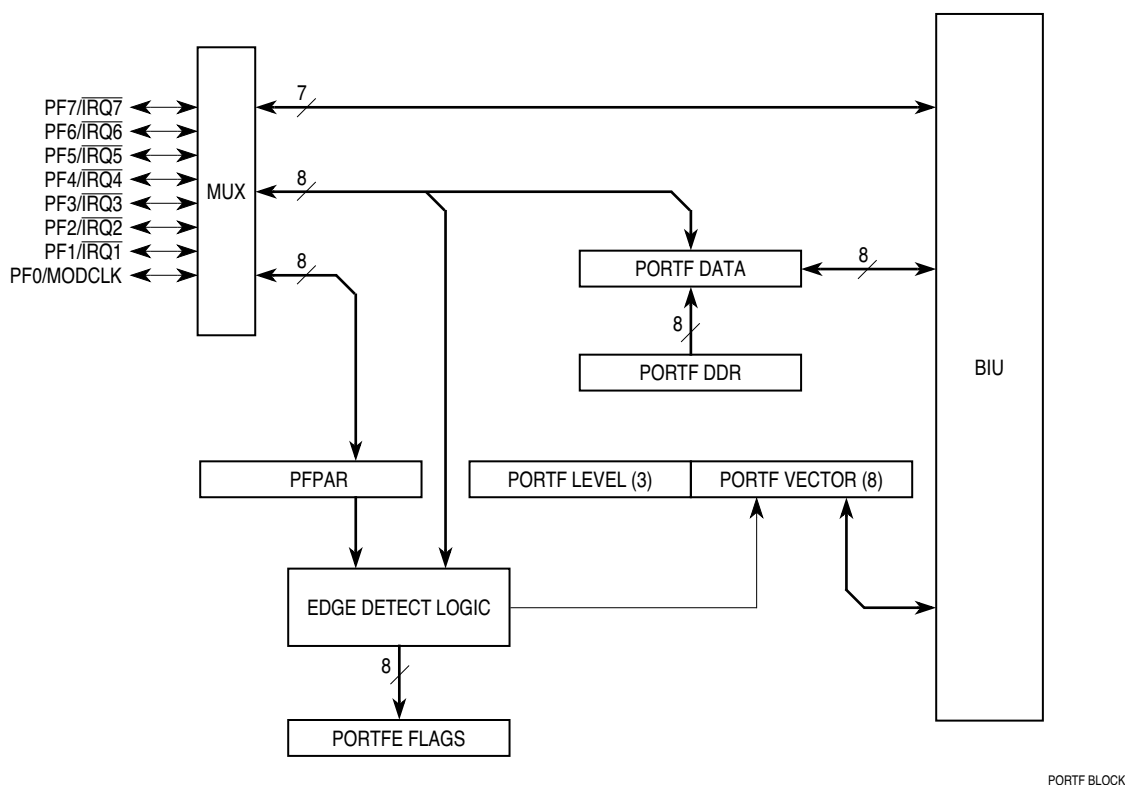 PF7/IRQ7
PF6/IRQ6
PF5/IRQ5
PF4/IRQ4
PF3/IRQ3
PF2/IRQ2
PF1/IRQ1
PF0/MODCLK
MUX
7
8
8
PORTF DATA
8
8
PORTF DDR
BIU
PFPAR
PORTF LEVEL (3)
PORTF VECTOR (8)
EDGE DETECT LOGIC
8
PORTFE FLAGS
PORTF BLOCK